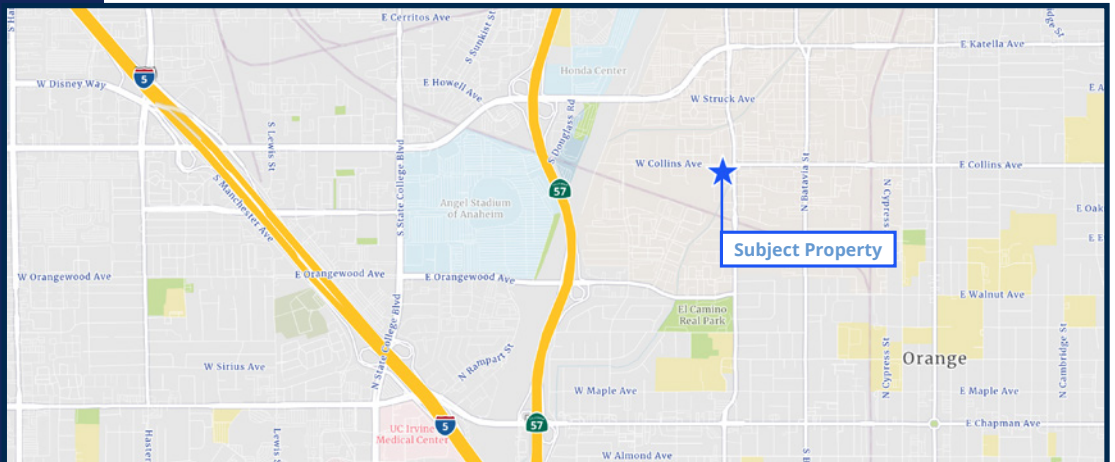 E Cerritos Ave
S Sunkist St
E Katella Ave
Honda Center
5
W Disney Way
E Howell Ave
W Struck Ave
E A
S Lewis St
S State College Blvd
S Douglass Rd
W Collins Ave
E Collins Ave
N Batavia St
N Cypress
57
S Manchester Ave
Angel Stadium
of Anaheim
E Oak
E E
Subject Property
W Orangewood Ave
E Orangewood Ave
E Orangewood Ave
E Walnut Ave
El Camino
Real Park
N State College Blvd
Orange
W Sirius Ave
N Rampart St
N Cypress St
N Cambridge St
W Maple Ave
E Maple Ave
UC Irvine
Medical Center
5
57
E Chapman Ave
Haster
Lewis S
W Almond Ave
S B